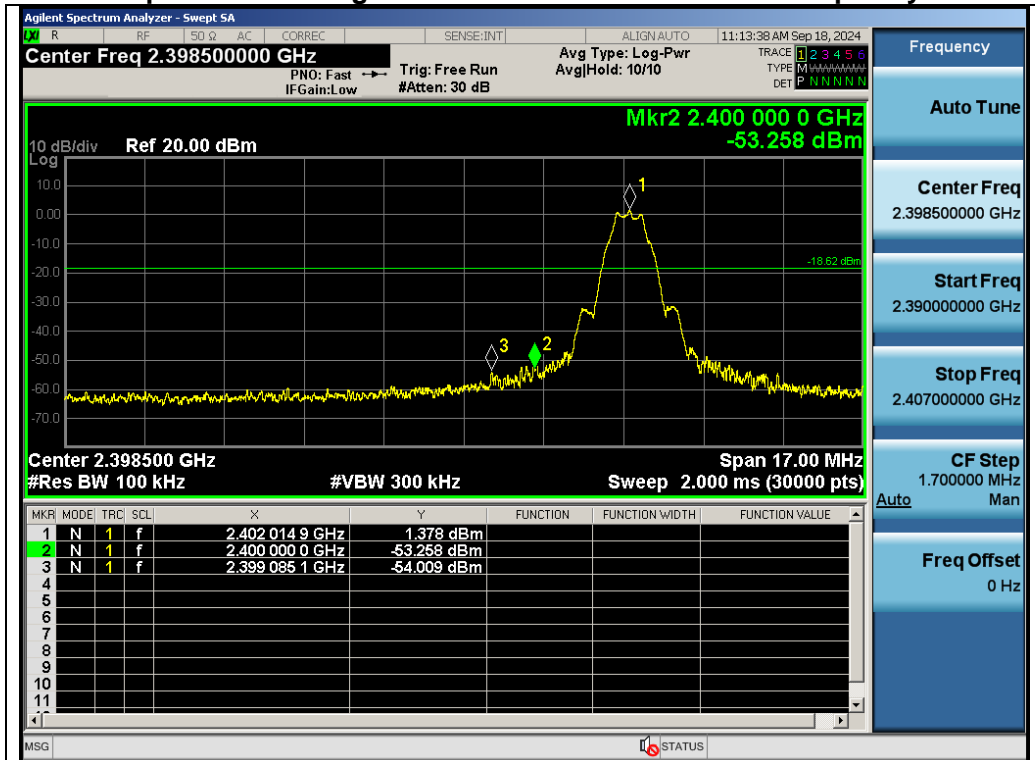 Agilent Spectrum Analyzer - Swept SA
LXI R RF 50 Ω AC CORREC SENSE:INT ALIGN AUTO 11:13:38 AM Sep 18, 2024
Center Freq 2.398500000 GHz
PNO: Fast
IFGain:Low
Trig: Free Run
#Atten: 30 dB
Avg Type: Log-Pwr
Avg|Hold: 10/10
TRACE 1 2 3 4 5 6
TYPE M WWWWW
DET P N N N N N
Mkr2 2.400 000 0 GHz
-53.258 dBm
10 dB/div Ref 20.00 dBm
Log
10.0
0.00
-10.0
-20.0
-30.0
-40.0
-50.0
-60.0
-70.0
1
-18.62 dBm
3
2
Center 2.398500 GHz Span 17.00 MHz
#Res BW 100 kHz #VBW 300 kHz Sweep 2.000 ms (30000 pts)
MKR MODE TRC SCL X Y FUNCTION FUNCTION WIDTH FUNCTION VALUE
1 N 1 f 2.402 014 9 GHz 1.378 dBm
2 N 1 f 2.400 000 0 GHz -53.258 dBm
3 N 1 f 2.399 085 1 GHz -54.009 dBm
4
5
6
7
8
9
10
11
MSG STATUS
Frequency
Auto Tune
Center Freq
2.398500000 GHz
Start Freq
2.390000000 GHz
Stop Freq
2.407000000 GHz
CF Step
1.700000 MHz
Auto Man
Freq Offset
0 Hz